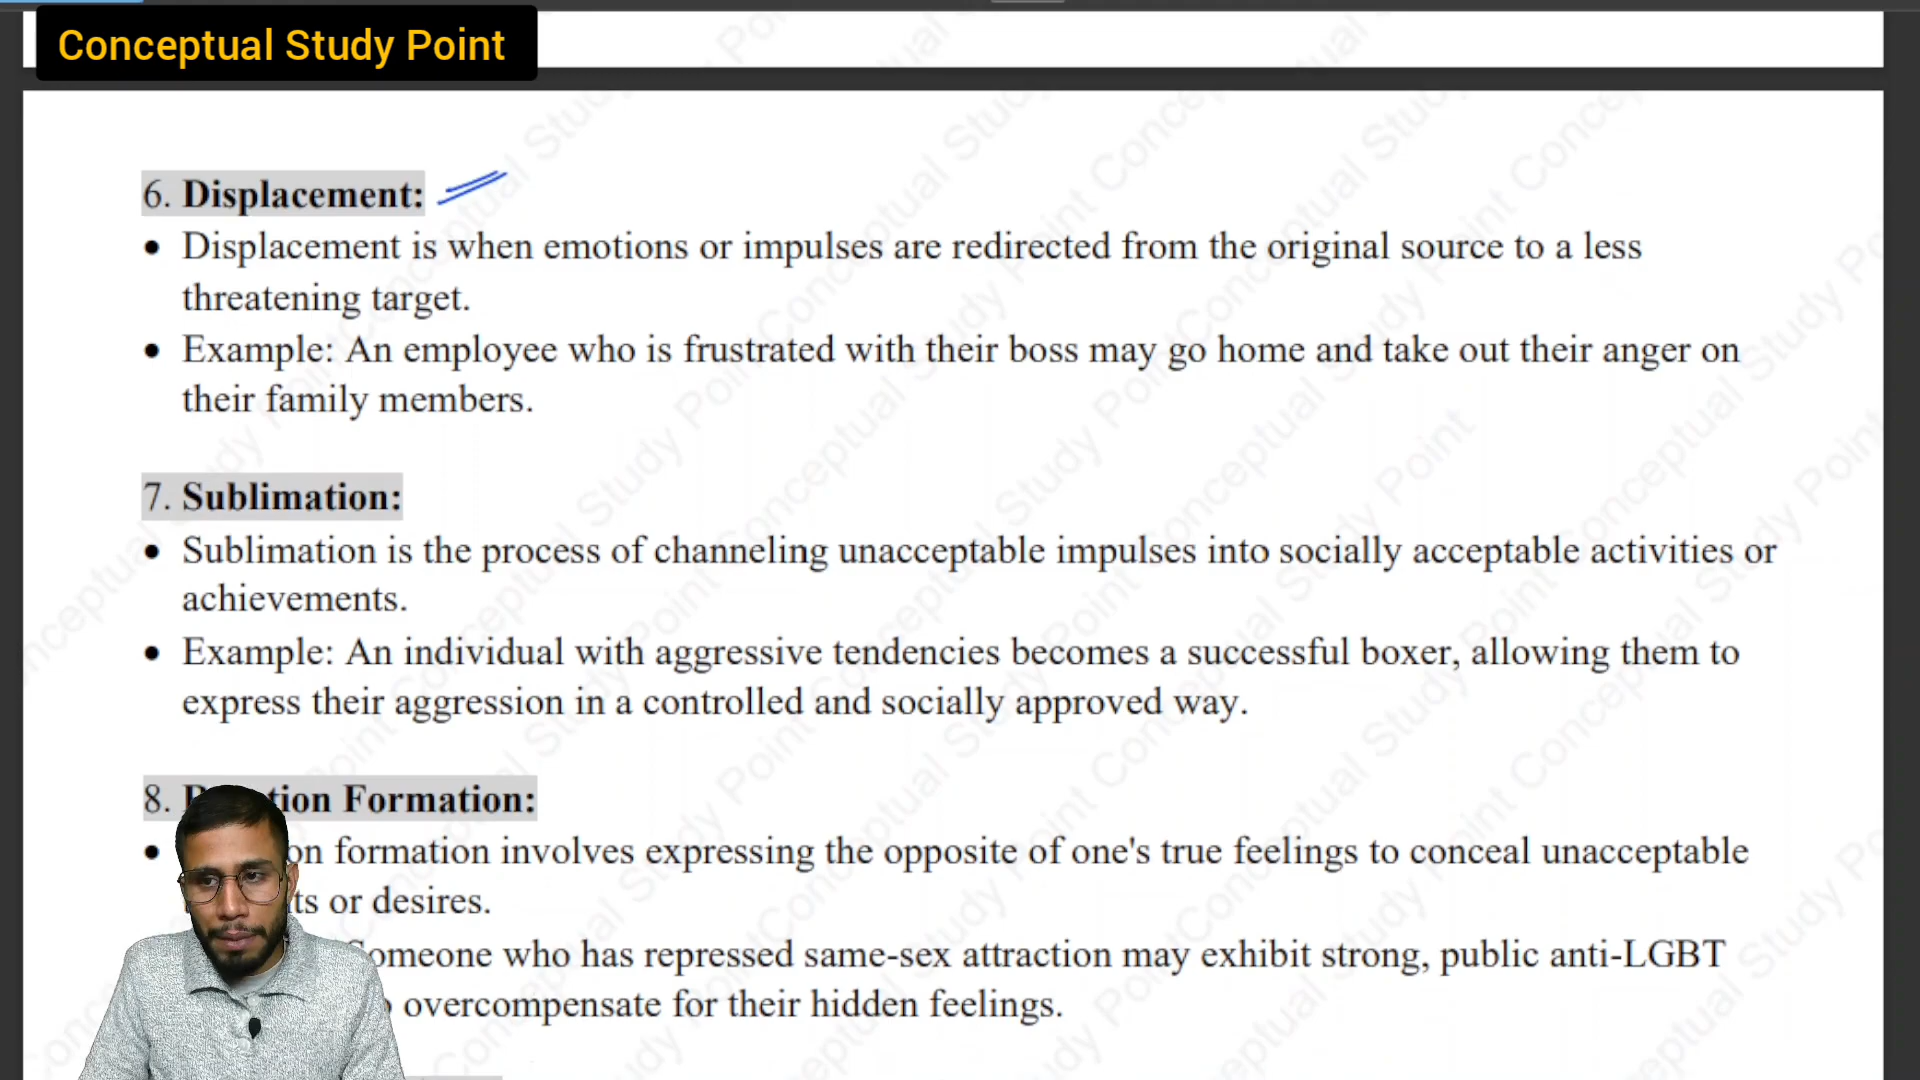 Conceptual Study Point
6. Displacement:
• Displacement is when emotions or impulses are redirected from the original source to a less
threatening target.
• Example: An employee who is frustrated with their boss may go home and take out their anger on
their family members.
7. Sublimation:
• Sublimation is the process of channeling unacceptable impulses into socially acceptable activities or
achievements.
• Example: An individual with aggressive tendencies becomes a successful boxer, allowing them to
express their aggression in a controlled and socially approved way.
8. Formation:
• formation involves expressing the opposite of one's true feelings to conceal unacceptable
or desires.
Someone who has repressed same-sex attraction may exhibit strong, public anti-LGBT
overcompensate for their hidden feelings.